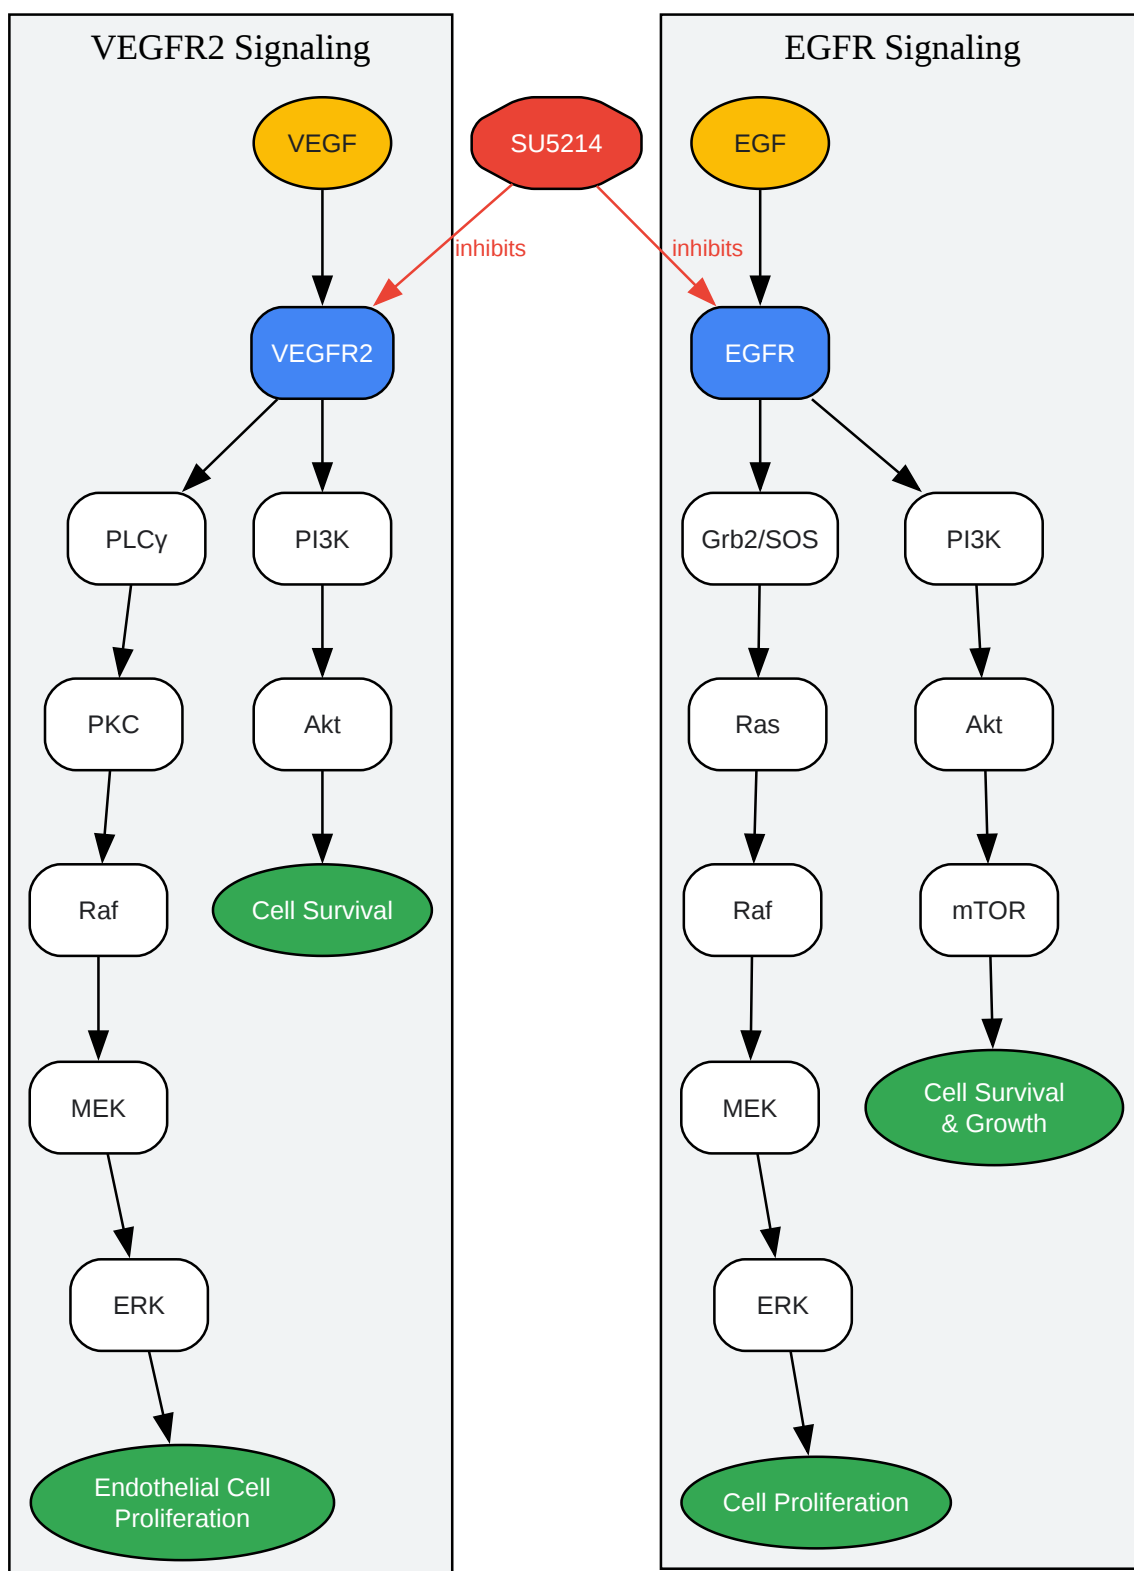 VEGFR2 Signaling
EGFR Signaling
VEGF
SU5214
EGF
inhibits
inhibits
VEGFR2
EGFR
PLCγ
PI3K
Grb2/SOS
PI3K
PKC
Akt
Ras
Akt
Raf
Cell Survival
Raf
mTOR
MEK
MEK
Cell Survival
& Growth
ERK
ERK
Endothelial Cell
Proliferation
Cell Proliferation